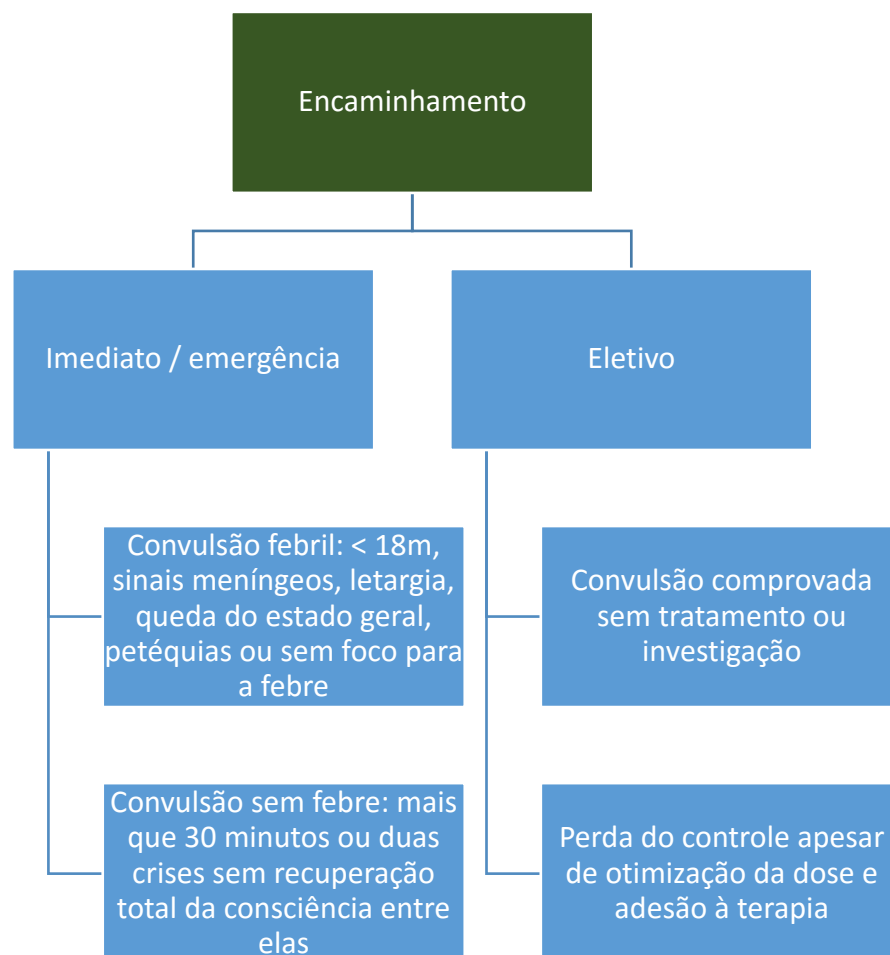 Encaminhamento
Imediato / emergência
Eletivo
Convulsão febril: < 18m,
sinais meníngeos, letargia,
queda do estado geral,
petéquias ou sem foco para
a febre
Convulsão sem febre: mais
que 30 minutos ou duas
crises sem recuperação
total da consciência entre
elas
Convulsão comprovada
sem tratamento ou
investigação
Perda do controle apesar
de otimização da dose e
adesão à terapia